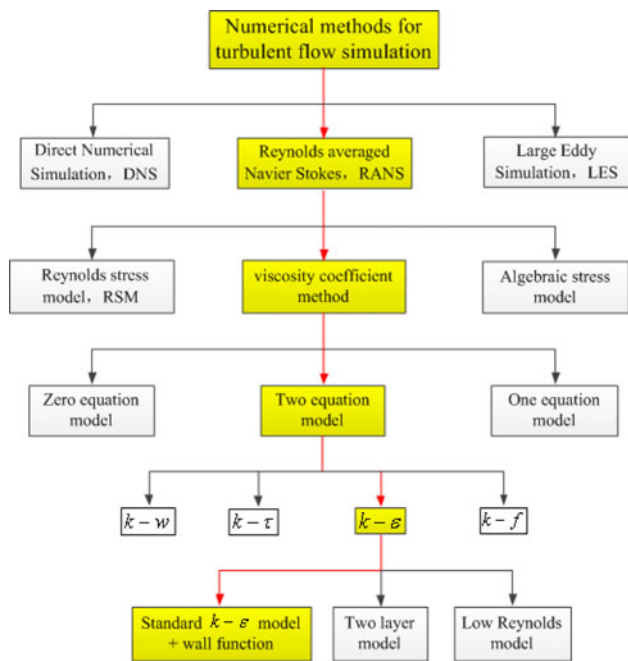 Numerical methods for
turbulent flow simulation
Direct Numerical
Simulation, DNS
Reynolds averaged
Navier Stokes, RANS
Large Eddy
Simulation, LES
Reynolds stress
model, RSM
viscosity coefficient
method
Algebraic stress
model
Zero equation
model
Two equation
model
One equation
model
k − w
k − τ
k − ε
k − f
Standard k − ε model
+ wall function
Two layer
model
Low Reynolds
model